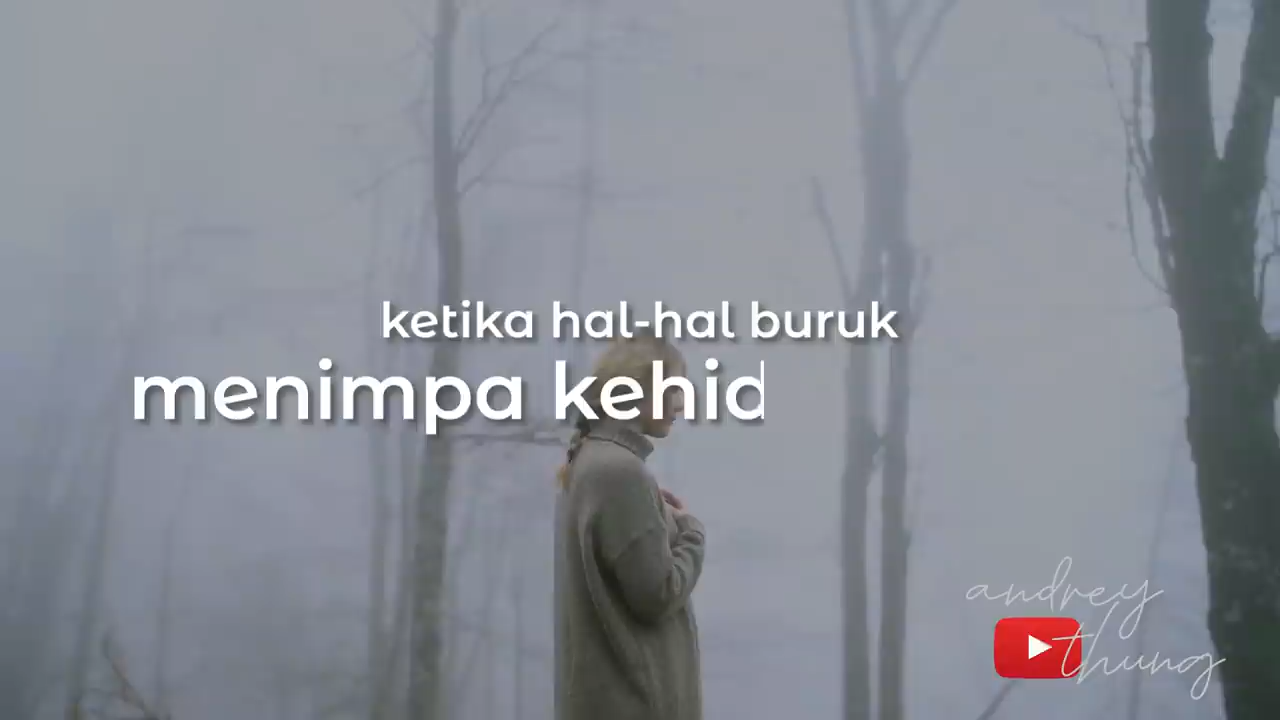 ketika hal-hal buruk
menimpa kehid
andrey
thung